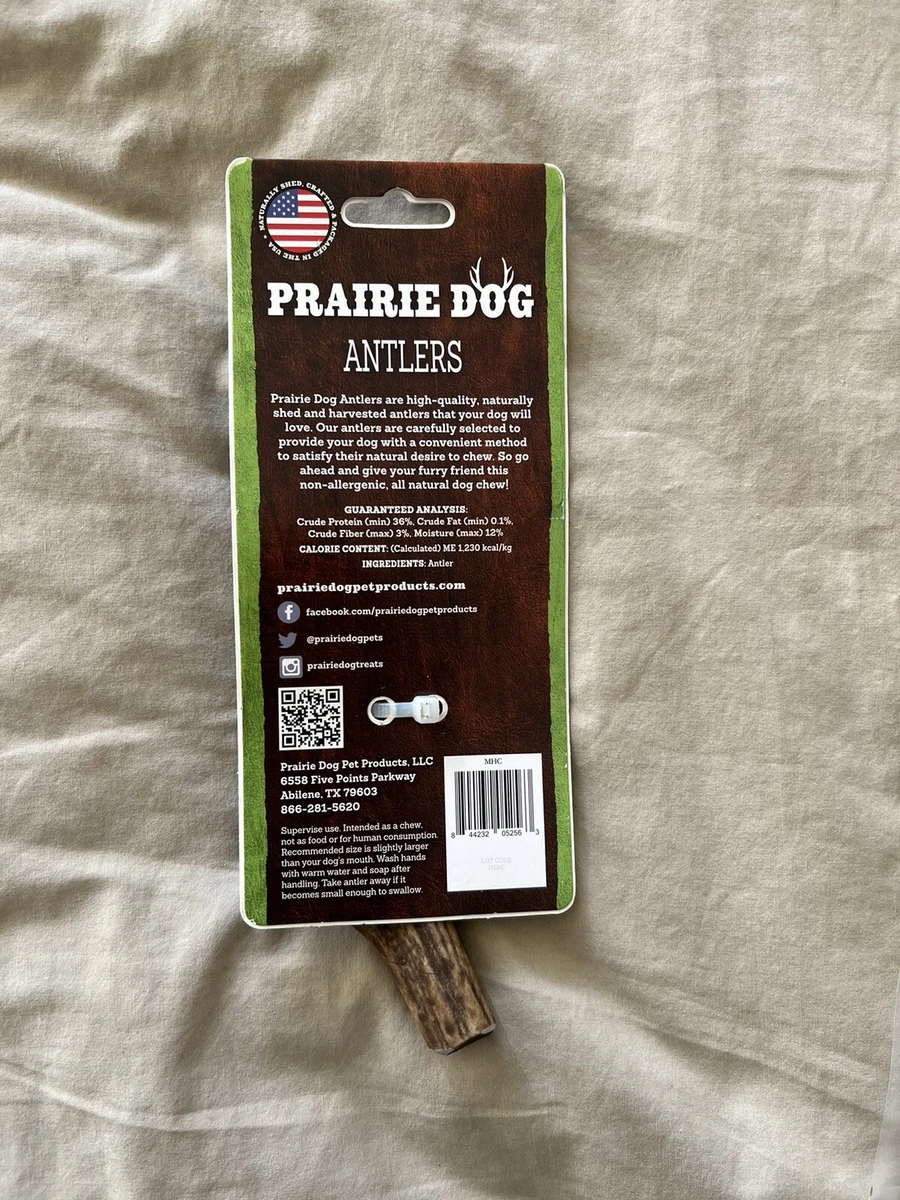 NATURALLY SHED, CRAFTED & PACKAGED IN THE USA
PRAIRIE DOG
ANTLERS
Prairie Dog Antlers are high-quality, naturally
shed and harvested antlers that your dog will
love. Our antlers are carefully selected to
provide your dog with a convenient method
to satisfy their natural desire to chew. So go
ahead and give your furry friend this
non-allergenic, all natural dog chew!
GUARANTEED ANALYSIS:
Crude Protein (min) 36%, Crude Fat (min) 0.1%,
Crude Fiber (max) 3%, Moisture (max) 12%
CALORIE CONTENT: (Calculated) ME 1,230 kcal/kg
INGREDIENTS: Antler
prairiedogpetproducts.com
facebook.com/prairiedogpetproducts
@prairiedogpets
prairiedogtreats
Prairie Dog Pet Products, LLC
6558 Five Points Parkway
Abilene, TX 79603
866-281-5620
Supervise use. Intended as a chew,
not as food or for human consumption.
Recommended size is slightly larger
than your dog's mouth. Wash hands
with warm water and soap after
handling. Take antler away if it
becomes small enough to swallow.
MHC
8 44232 05256 3
LOT CODE
HERE